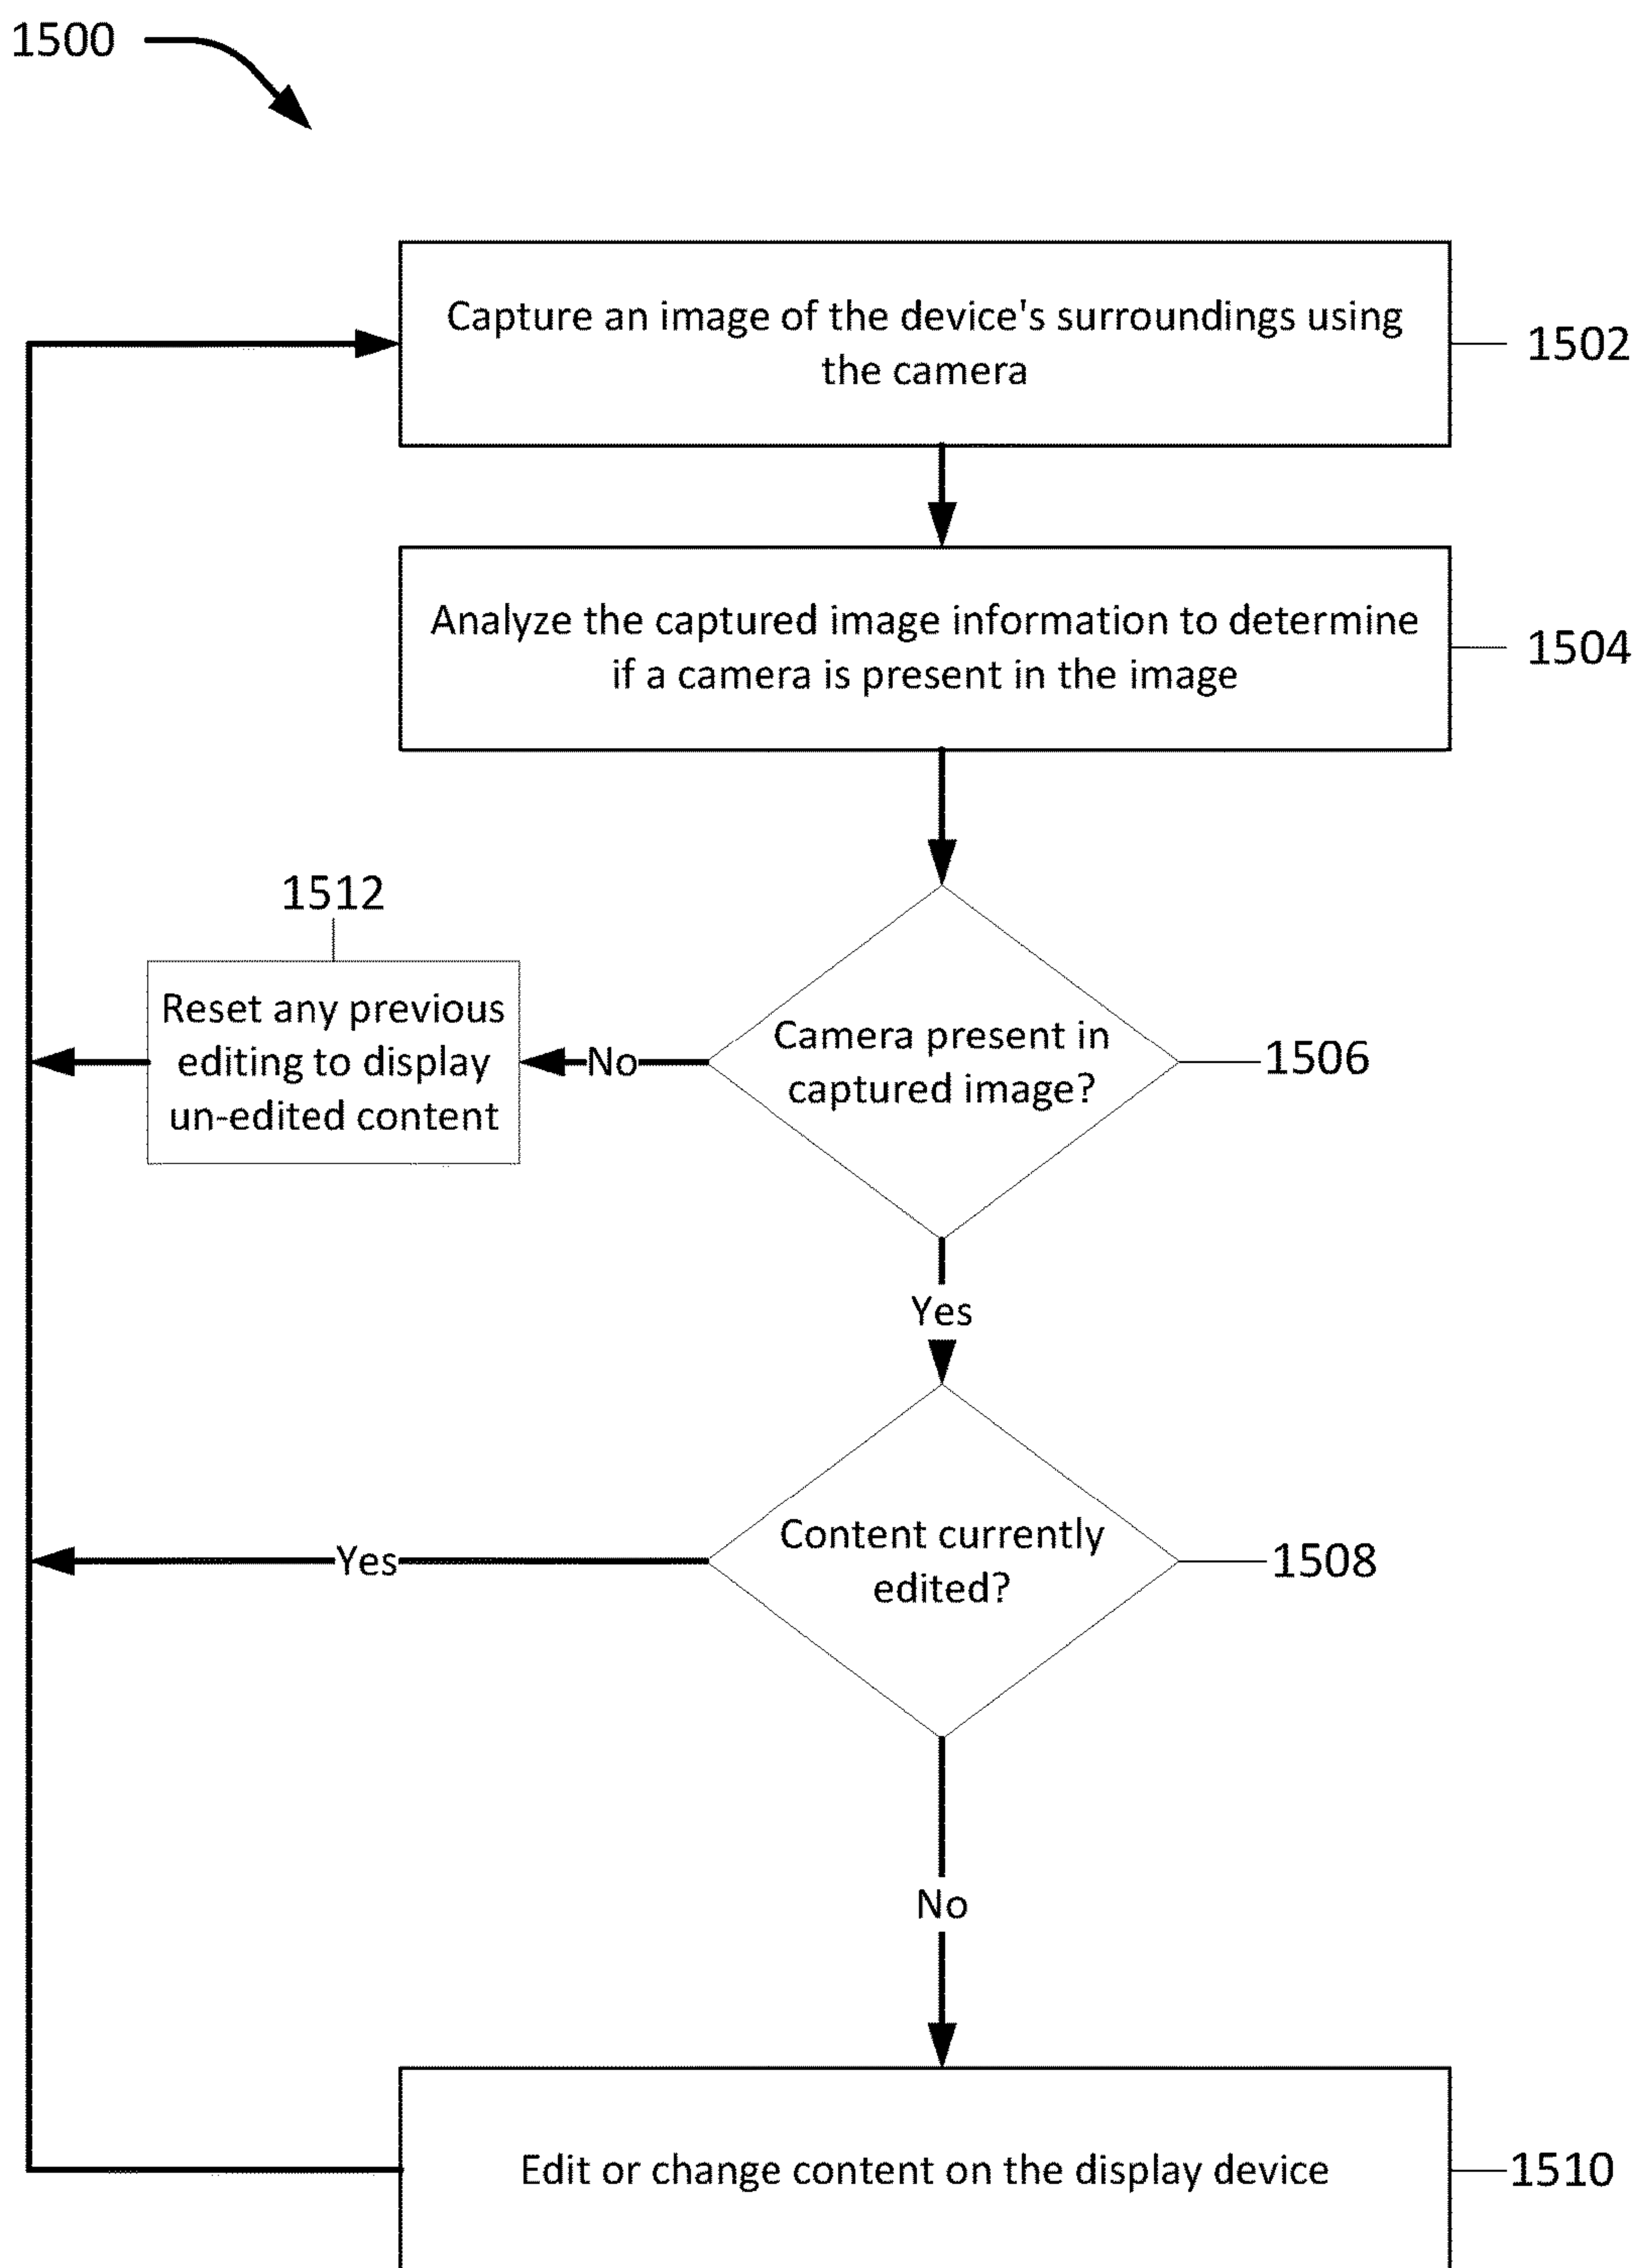 1500
Capture an image of the device's surroundings using
the camera
1502
Analyze the captured image information to determine
if a camera is present in the image
1504
1512
Reset any previous
editing to display
un-edited content
No
Camera present in
captured image?
1506
Yes
Content currently
edited?
1508
Yes
No
Edit or change content on the display device
1510